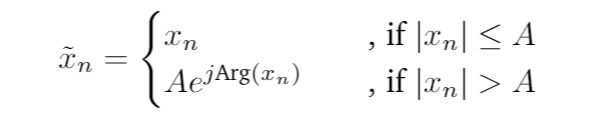 x̃ₙ = { xₙ , if |xₙ| ≤ A
Ae^{jArg(xₙ)} , if |xₙ| > A